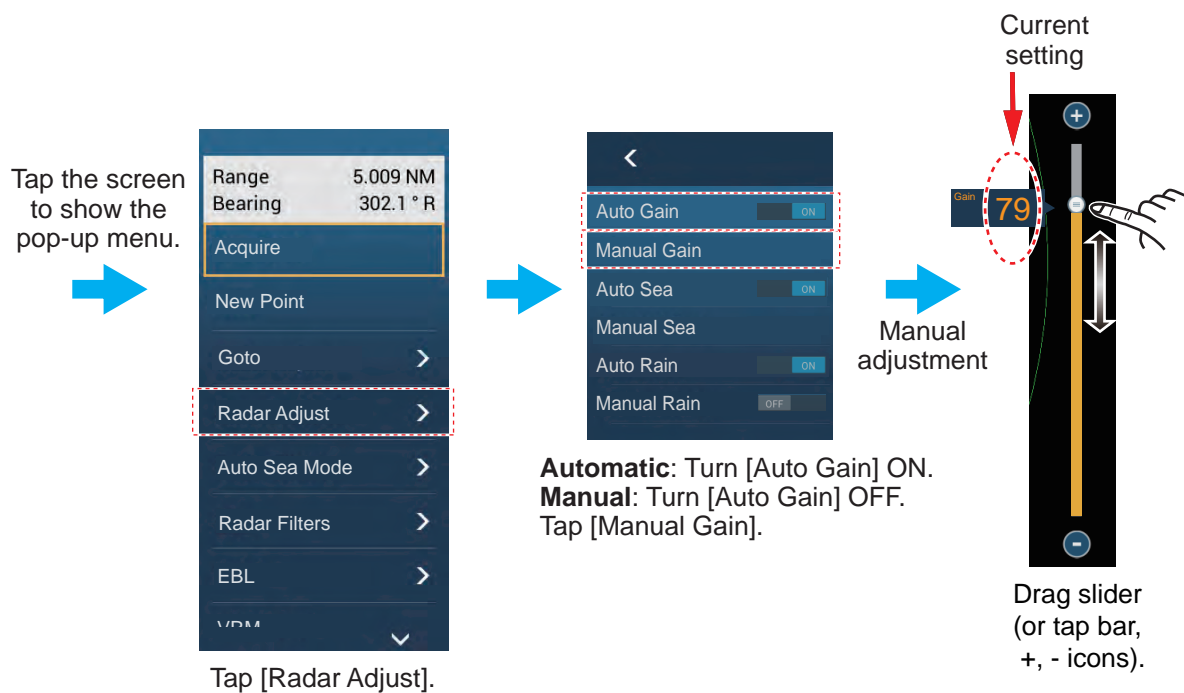 Tap the screen
to show the
pop-up menu.
Range 5.009 NM
Bearing 302.1 ° R
Acquire
New Point
Goto
Radar Adjust
Auto Sea Mode
Radar Filters
EBL
VRM
Tap [Radar Adjust].
Auto Gain ON
Manual Gain
Auto Sea ON
Manual Sea
Auto Rain ON
Manual Rain OFF
Automatic: Turn [Auto Gain] ON.
Manual: Turn [Auto Gain] OFF.
Tap [Manual Gain].
Manual
adjustment
Current
setting
Gain 79
+
-
Drag slider
(or tap bar,
+, - icons).